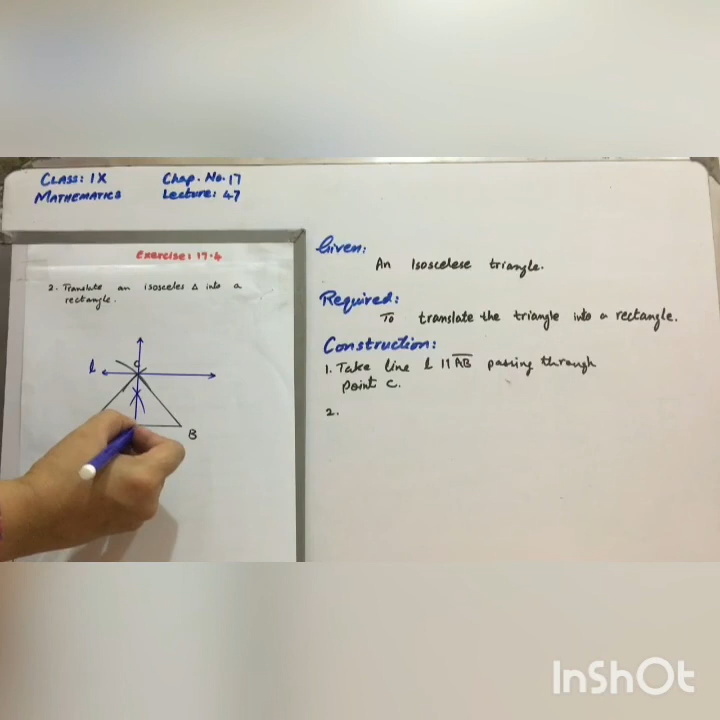 CLASS: IX
Chap. No. 17
MATHEMATICS
Lecture: 47
Exercise: 17.4
2. Translate an isosceles Δ into a
rectangle.
C
l
B
Given:
An Isoscelese triangle.
Required:
To translate the triangle into a rectangle.
Construction:
1. Take line l || AB passing through
point C.
2.
InShOt